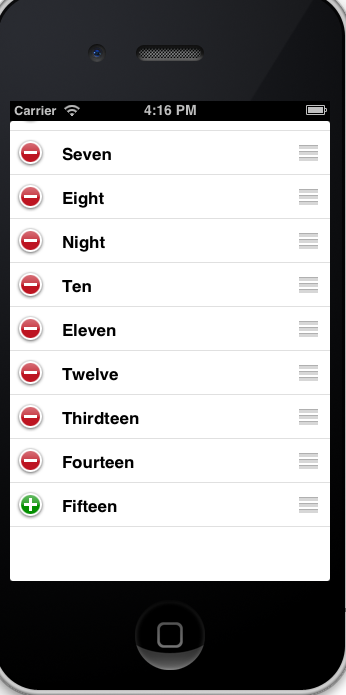 Carrier 4:16 PM
Seven
Eight
Night
Ten
Eleven
Twelve
Thirdteen
Fourteen
Fifteen